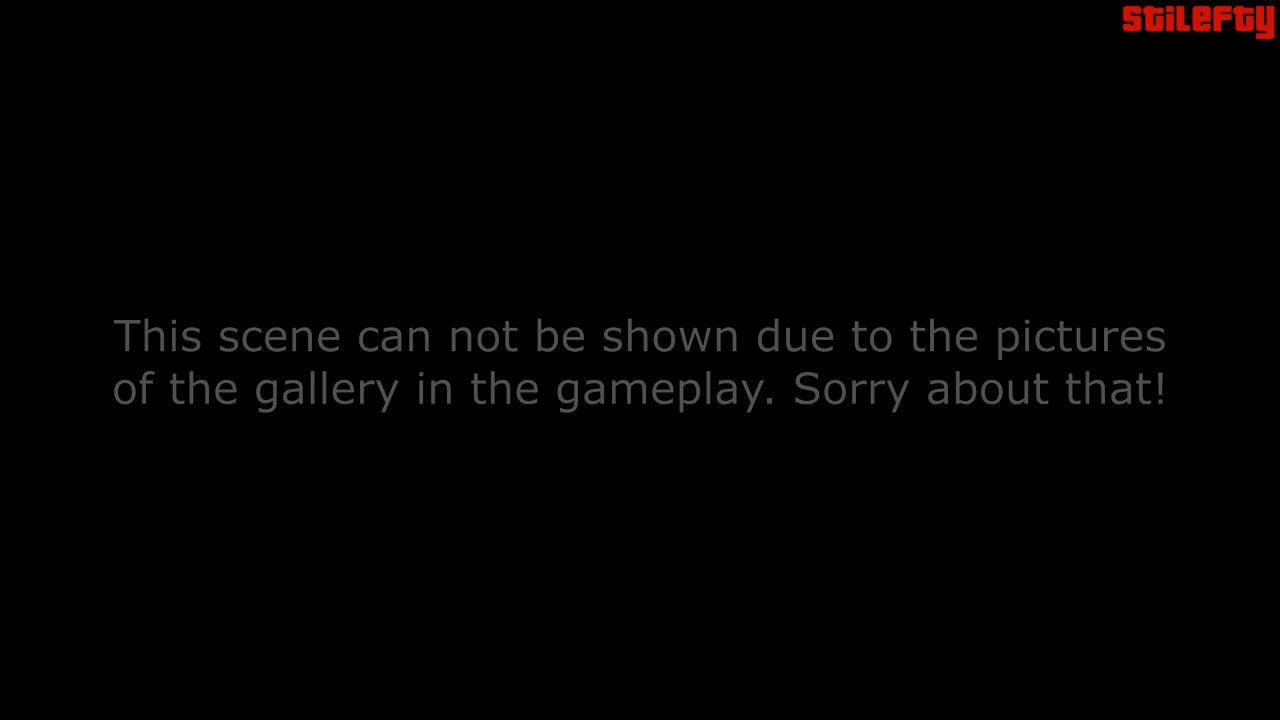 STILEFTY
This scene can not be shown due to the pictures
of the gallery in the gameplay. Sorry about that!